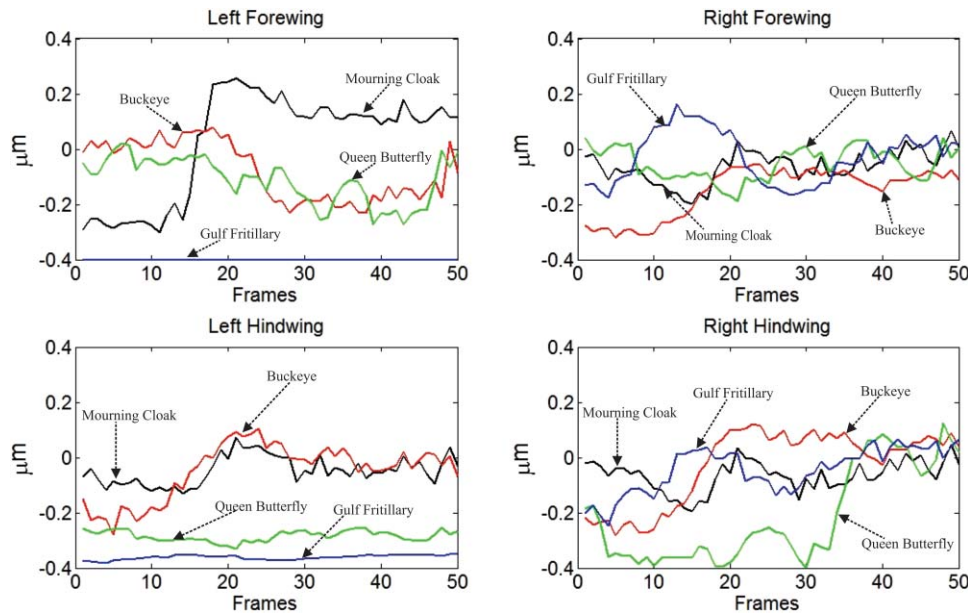 Left Forewing
0.4
0.2
0
-0.2
-0.4
μm
Mourning Cloak
Buckeye
Queen Butterfly
Gulf Fritillary
0 10 20 30 40 50
Frames
Right Forewing
0.4
0.2
0
-0.2
-0.4
μm
Gulf Fritillary
Queen Butterfly
Mourning Cloak
Buckeye
0 10 20 30 40 50
Frames
Left Hindwing
0.4
0.2
0
-0.2
-0.4
μm
Buckeye
Mourning Cloak
Queen Butterfly
Gulf Fritillary
0 10 20 30 40 50
Frames
Right Hindwing
0.4
0.2
0
-0.2
-0.4
μm
Mourning Cloak
Gulf Fritillary
Buckeye
Queen Butterfly
0 10 20 30 40 50
Frames